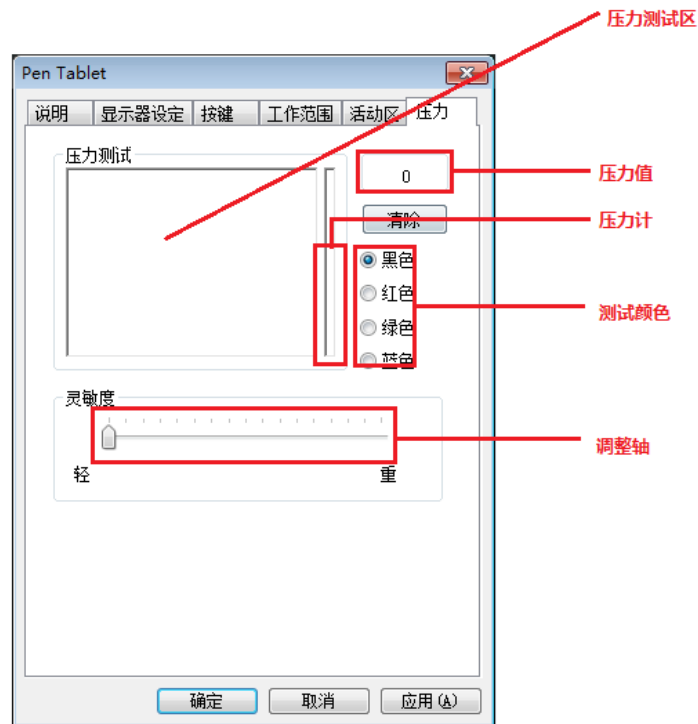 压力测试区
Pen Tablet
说明 显示器设定 按键 工作范围 活动区 压力
压力测试
0
压力值
清除
压力计
黑色
红色
测试颜色
绿色
蓝色
灵敏度
调整轴
轻 重
确定 取消 应用(A)